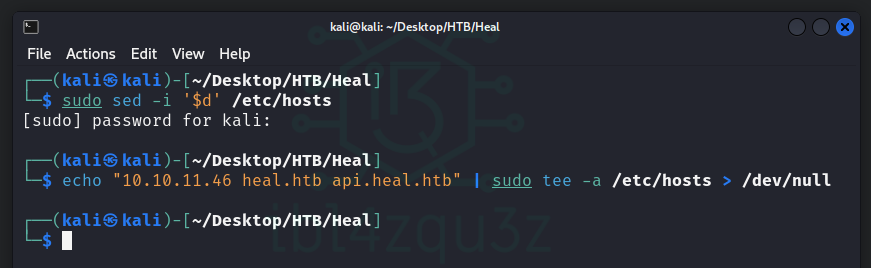 kali@kali: ~/Desktop/HTB/Heal
File Actions Edit View Help
┌──(kali㉿kali)-[~/Desktop/HTB/Heal]
└─$ sudo sed -i '$d' /etc/hosts
[sudo] password for kali:
┌──(kali㉿kali)-[~/Desktop/HTB/Heal]
└─$ echo "10.10.11.46 heal.htb api.heal.htb" | sudo tee -a /etc/hosts > /dev/null
┌──(kali㉿kali)-[~/Desktop/HTB/Heal]
└─$
tbl4zqu3z